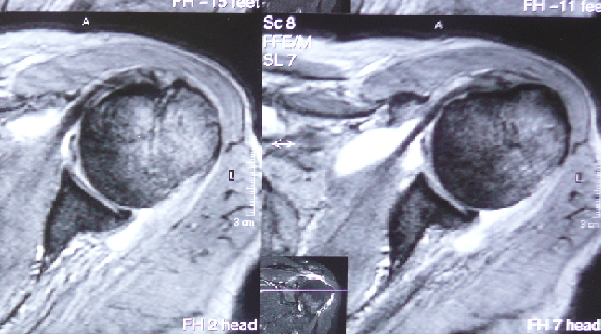 FH -15 feet
FH -11 feet
A
Sc 8
FFE/M
SL 7
A
L
3 cm
L
3 cm
FH 2 head
FH 7 head